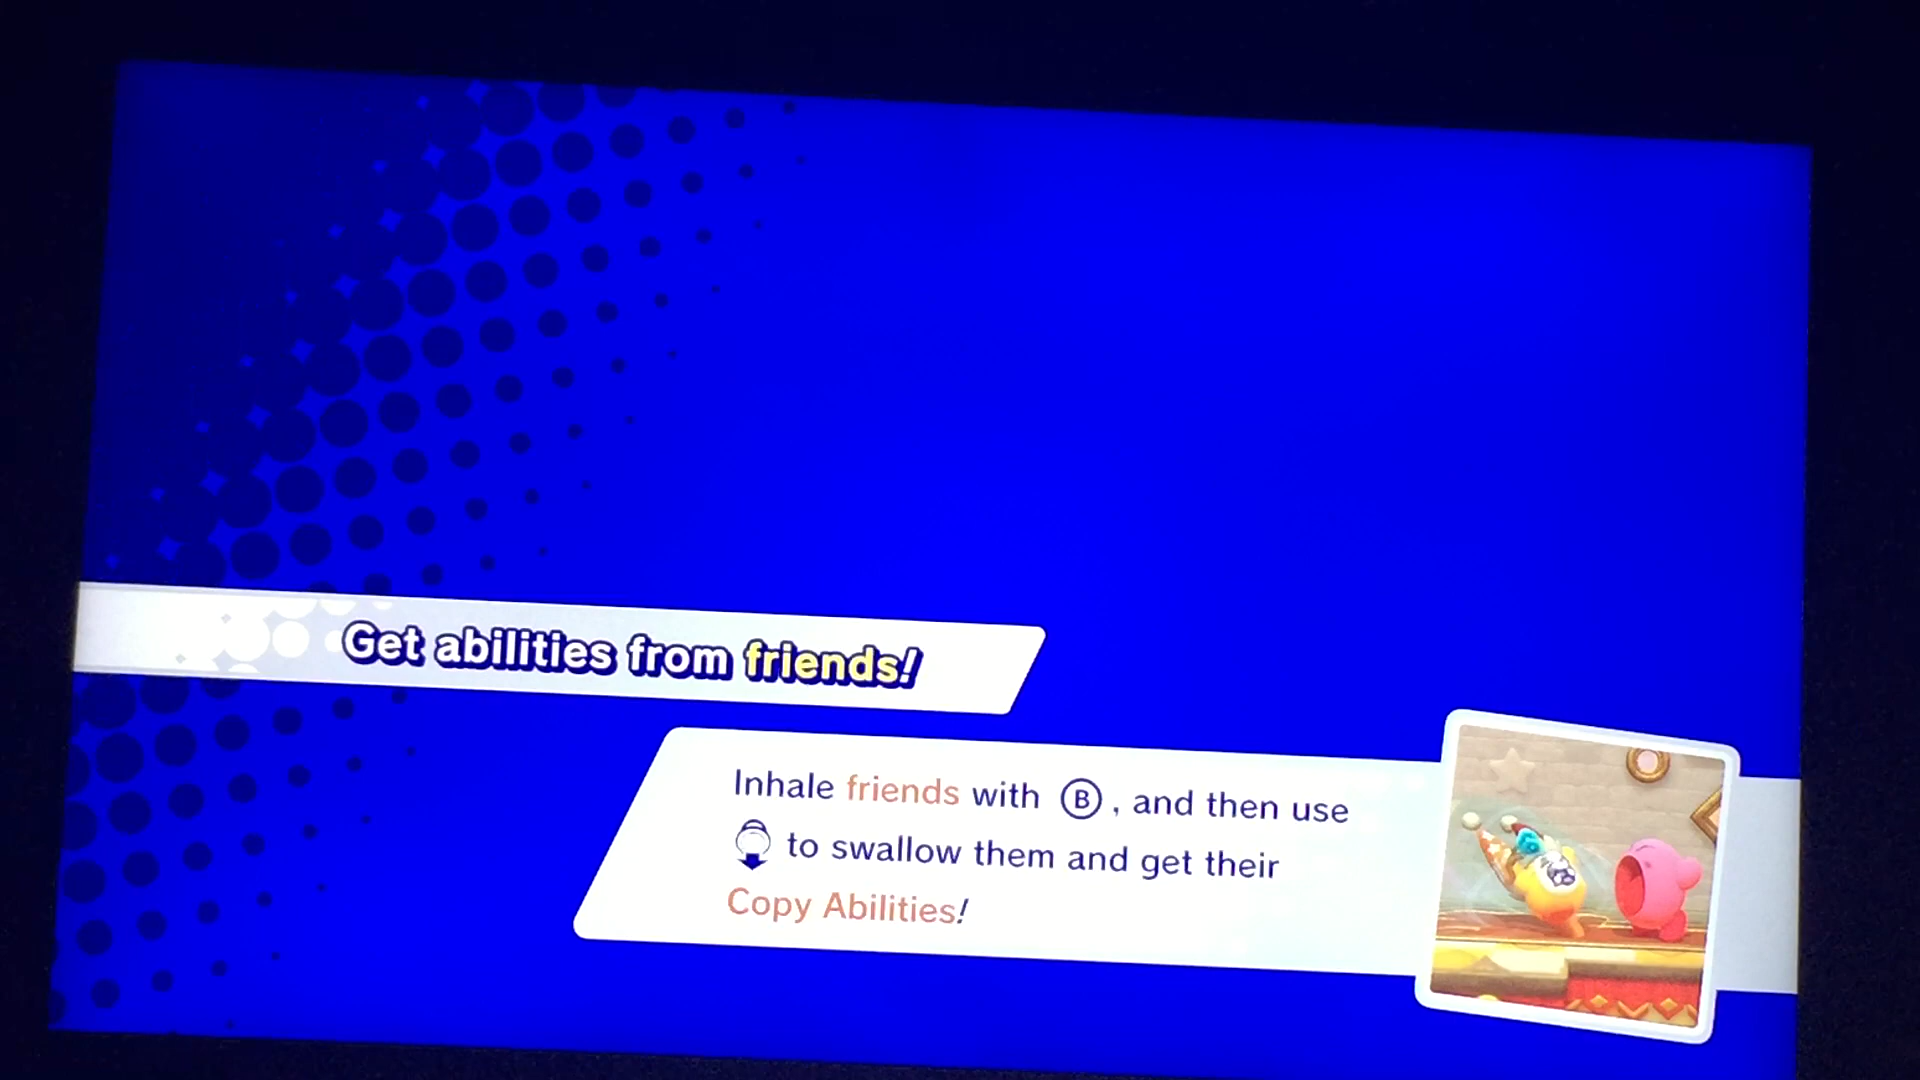 Get abilities from friends!
Inhale friends with Ⓑ, and then use
to swallow them and get their
Copy Abilities!